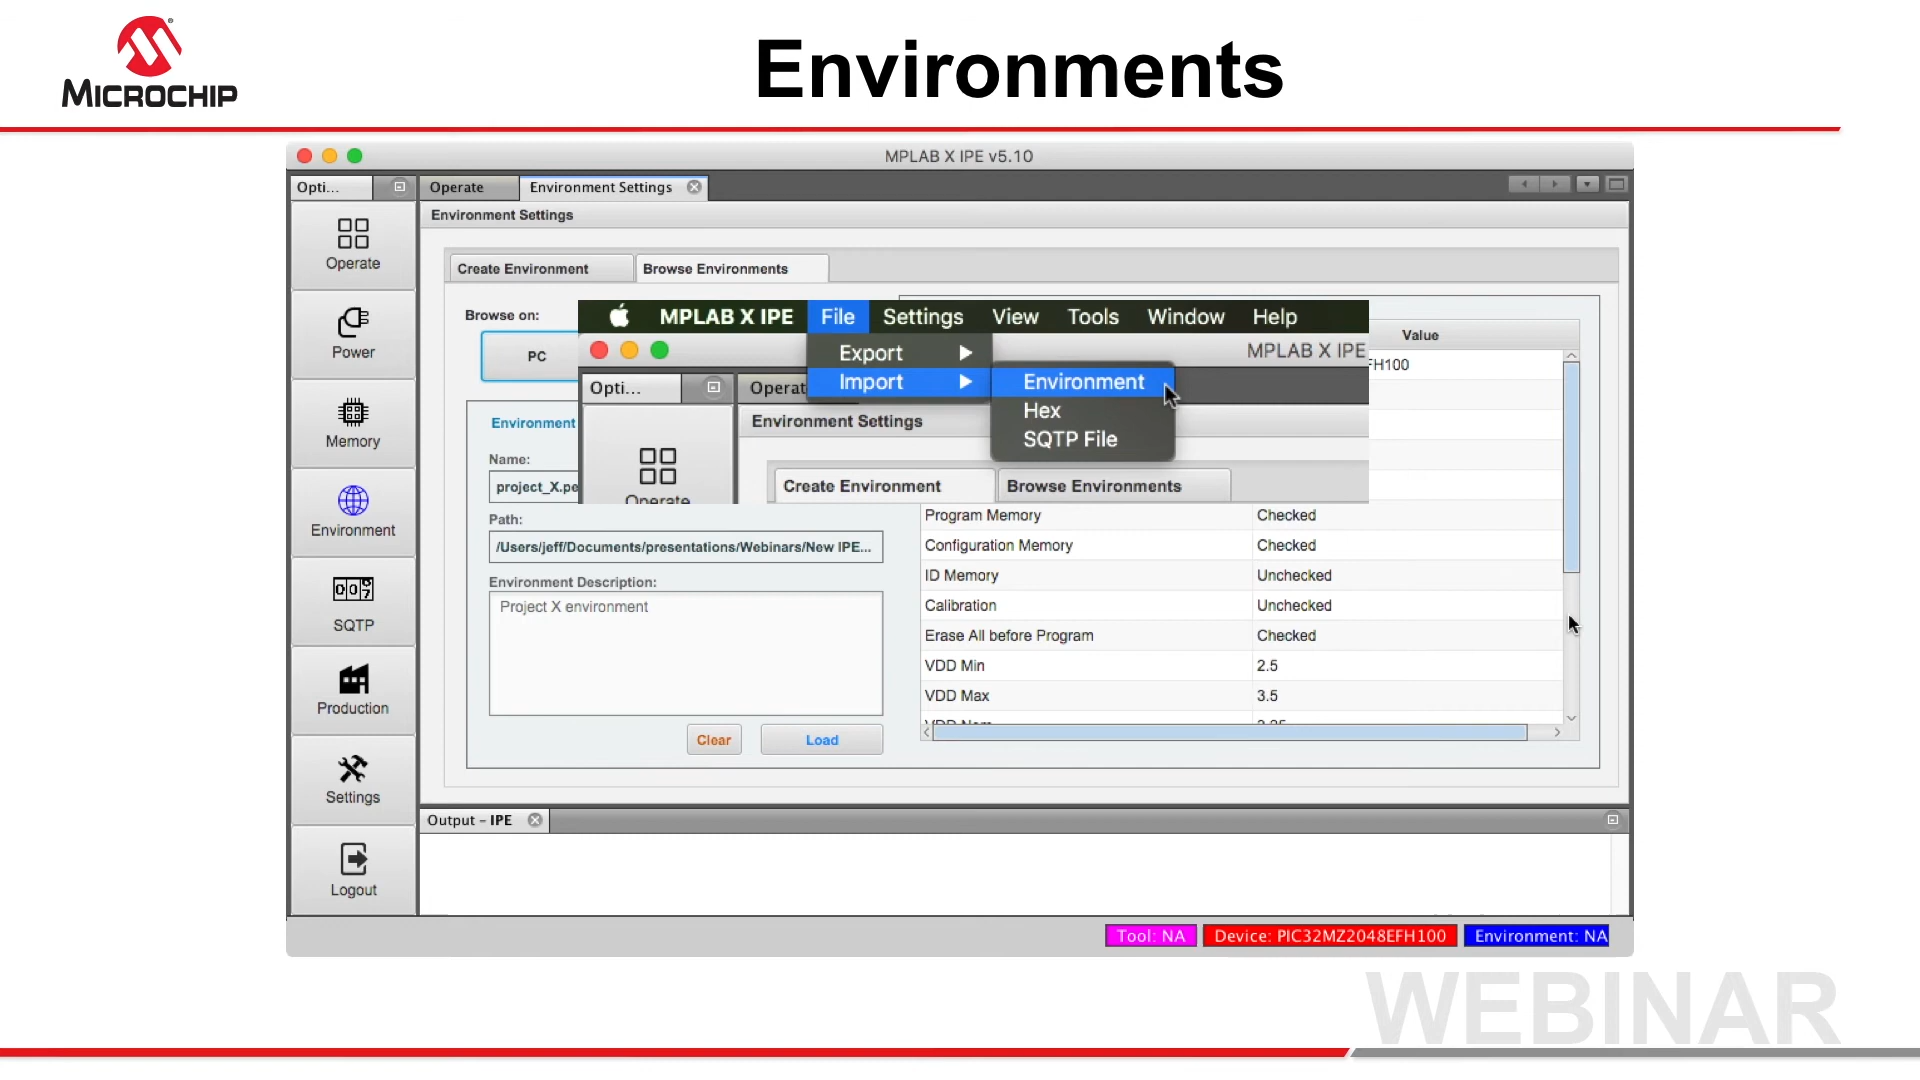 MICROCHIP
Environments
MPLAB X IPE v5.10
Opti...
Operate
Environment Settings
Environment Settings
Operate
Power
Memory
Environment
SQTP
Production
Settings
Logout
Create Environment
Browse Environments
Browse on:
PC
Environment
Name:
project_X.pe
Path:
/Users/jeff/Documents/presentations/Webinars/New IPE...
Environment Description:
Project X environment
Clear
Load
MPLAB X IPE File Settings View Tools Window Help
MPLAB X IPE
Export
Import
Environment
Hex
SQTP File
Opti...
Operat
Environment Settings
Operate
Create Environment
Browse Environments
Value
FH100
Program Memory Checked
Configuration Memory Checked
ID Memory Unchecked
Calibration Unchecked
Erase All before Program Checked
VDD Min 2.5
VDD Max 3.5
Output – IPE
Tool: NA
Device: PIC32MZ2048EFH100
Environment: NA
WEBINAR